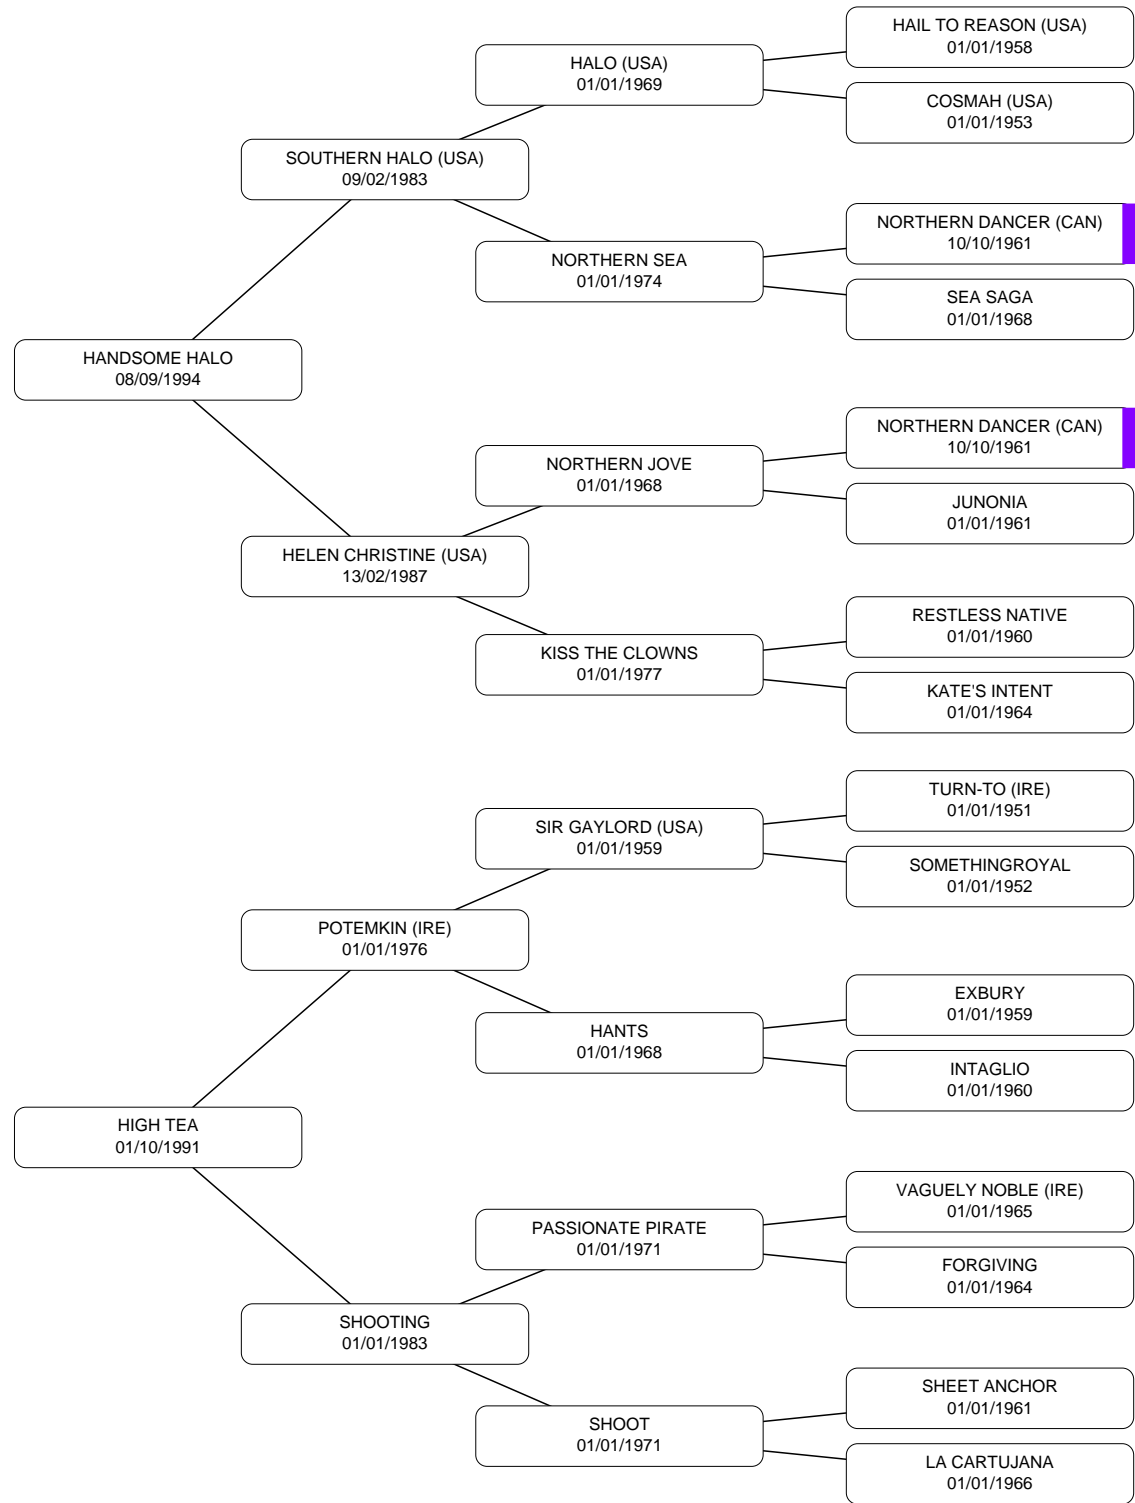 HAIL TO REASON (USA)
01/01/1958
HALO (USA)
01/01/1969
COSMAH (USA)
01/01/1953
SOUTHERN HALO (USA)
09/02/1983
NORTHERN DANCER (CAN)
10/10/1961
NORTHERN SEA
01/01/1974
SEA SAGA
01/01/1968
HANDSOME HALO
08/09/1994
NORTHERN DANCER (CAN)
10/10/1961
NORTHERN JOVE
01/01/1968
JUNONIA
01/01/1961
HELEN CHRISTINE (USA)
13/02/1987
RESTLESS NATIVE
01/01/1960
KISS THE CLOWNS
01/01/1977
KATE'S INTENT
01/01/1964
TURN-TO (IRE)
01/01/1951
SIR GAYLORD (USA)
01/01/1959
SOMETHINGROYAL
01/01/1952
POTEMKIN (IRE)
01/01/1976
EXBURY
01/01/1959
HANTS
01/01/1968
INTAGLIO
01/01/1960
HIGH TEA
01/10/1991
VAGUELY NOBLE (IRE)
01/01/1965
PASSIONATE PIRATE
01/01/1971
FORGIVING
01/01/1964
SHOOTING
01/01/1983
SHEET ANCHOR
01/01/1961
SHOOT
01/01/1971
LA CARTUJANA
01/01/1966